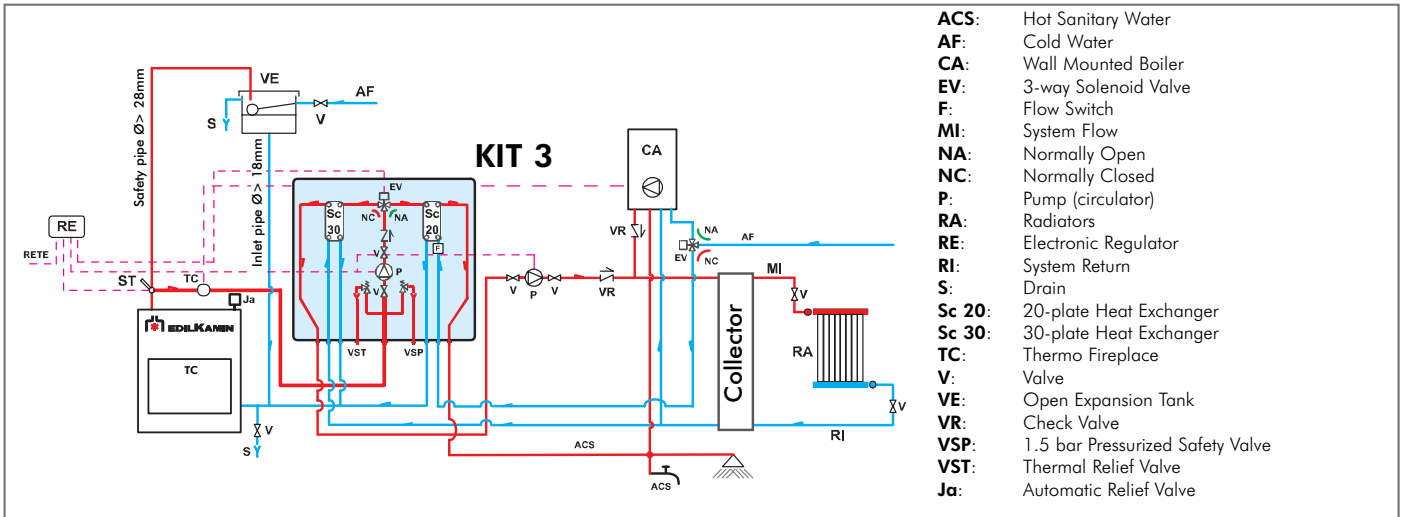 Safety pipe Ø> 28mm
VE
AF
S
V
Inlet pipe Ø> 18mm
KIT 3
CA
RE
RETE
EV
Sc
30
NC
NA
Sc
20
F
V
P
V
VST
VSP
ST
TC
Ja
EDILKAMIN
TC
V
S
V
P
V
VR
VR
NA
EV
NC
AF
MI
V
Collector
RA
V
RI
ACS
ACS
ACS: Hot Sanitary Water
AF: Cold Water
CA: Wall Mounted Boiler
EV: 3-way Solenoid Valve
F: Flow Switch
MI: System Flow
NA: Normally Open
NC: Normally Closed
P: Pump (circulator)
RA: Radiators
RE: Electronic Regulator
RI: System Return
S: Drain
Sc 20: 20-plate Heat Exchanger
Sc 30: 30-plate Heat Exchanger
TC: Thermo Fireplace
V: Valve
VE: Open Expansion Tank
VR: Check Valve
VSP: 1.5 bar Pressurized Safety Valve
VST: Thermal Relief Valve
Ja: Automatic Relief Valve